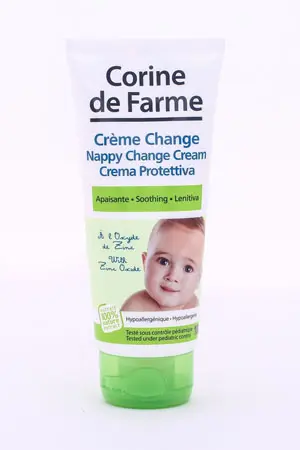 Corine
de Farme
Crème Change
Nappy Change Cream
Crema Protettiva
Apaisante • Soothing • Lenitiva
A l'Oxyde
de Zinc
With
Zinc Oxide
100%
Hypoallergénique • Hypoallergenic
Testé sous contrôle pédiatrique
Tested under pediatric control